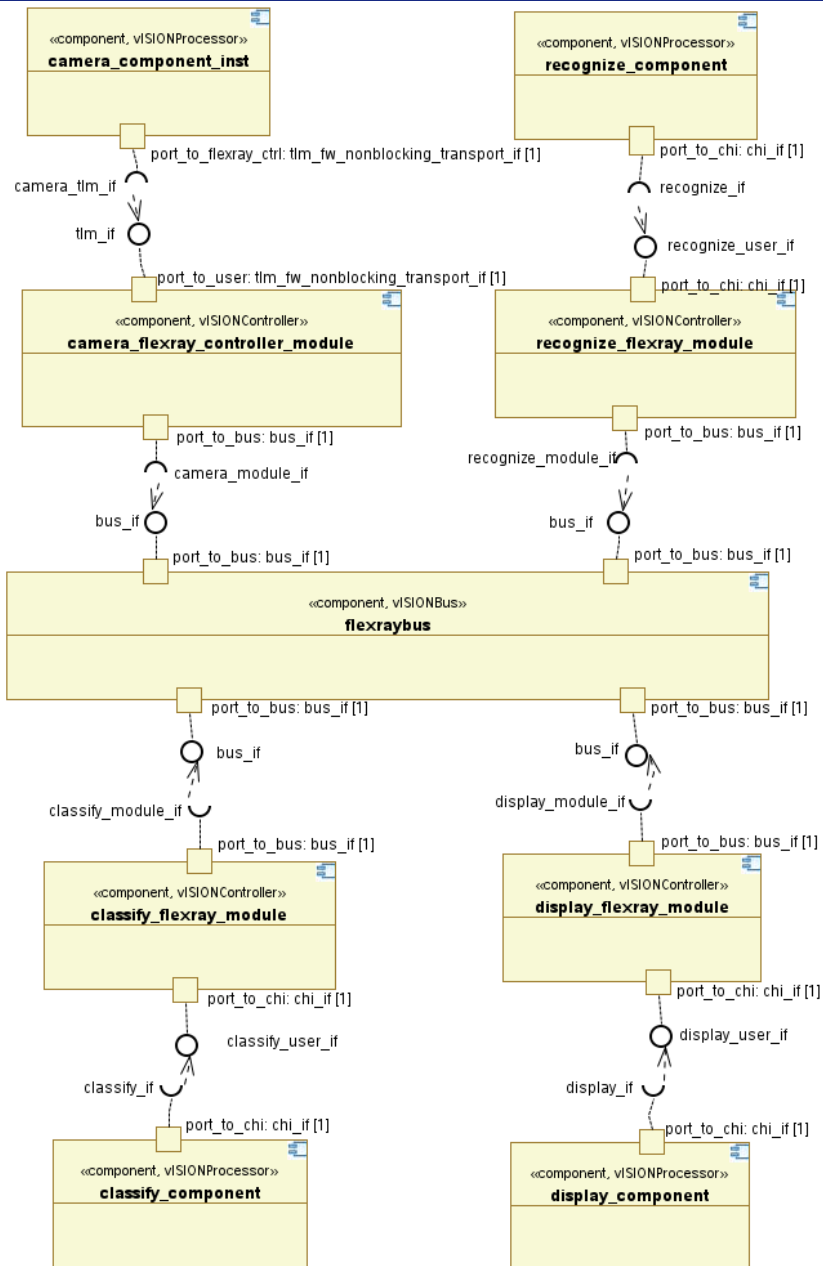 «component, vISIONProcessor»
camera_component_inst
«component, vISIONProcessor»
recognize_component
port_to_flexray_ctrl: tlm_fw_nonblocking_transport_if [1]
port_to_chi: chi_if [1]
camera_tlm_if
recognize_if
tlm_if
recognize_user_if
port_to_user: tlm_fw_nonblocking_transport_if [1]
port_to_chi: chi_if [1]
«component, vISIONController»
camera_flexray_controller_module
«component, vISIONController»
recognize_flexray_module
port_to_bus: bus_if [1]
port_to_bus: bus_if [1]
camera_module_if
recognize_module_if
bus_if
bus_if
port_to_bus: bus_if [1]
port_to_bus: bus_if [1]
«component, vISIONBus»
flexraybus
port_to_bus: bus_if [1]
port_to_bus: bus_if [1]
bus_if
bus_if
classify_module_if
display_module_if
port_to_bus: bus_if [1]
port_to_bus: bus_if [1]
«component, vISIONController»
classify_flexray_module
«component, vISIONController»
display_flexray_module
port_to_chi: chi_if [1]
port_to_chi: chi_if [1]
classify_user_if
display_user_if
classify_if
display_if
port_to_chi: chi_if [1]
port_to_chi: chi_if [1]
«component, vISIONProcessor»
classify_component
«component, vISIONProcessor»
display_component